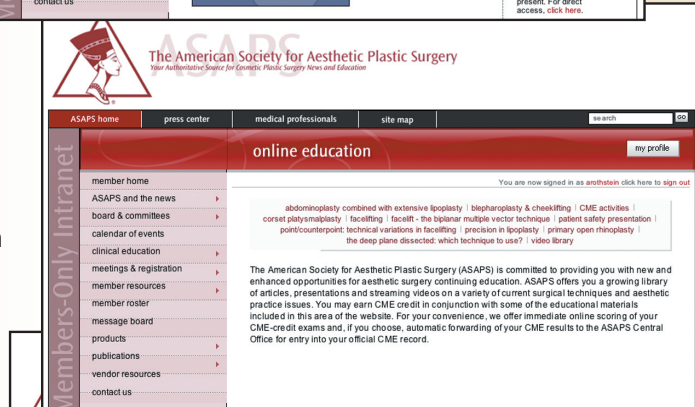 contact us
present. For direct
access, click here.
ASAPS
The American Society for Aesthetic Plastic Surgery
Your Authoritative Source for Cosmetic Plastic Surgery News and Education
ASAPS home
press center
medical professionals
site map
search
GO
online education
my profile
Members-Only Intranet
You are now signed in as arothstein click here to sign out
member home
ASAPS and the news
board & committees
calendar of events
clinical education
meetings & registration
member resources
member roster
message board
products
publications
vendor resources
contact us
abdominoplasty combined with extensive lipoplasty | blepharoplasty & cheeklifting | CME activities |
corset platysmalplasty | facelifting | facelift - the biplanar multiple vector technique | patient safety presentation |
point/counterpoint: technical variations in facelifting | precision in lipoplasty | primary open rhinoplasty |
the deep plane dissected: which technique to use? | video library
The American Society for Aesthetic Plastic Surgery (ASAPS) is committed to providing you with new and
enhanced opportunities for aesthetic surgery continuing education. ASAPS offers you a growing library
of articles, presentations and streaming videos on a variety of current surgical techniques and aesthetic
practice issues. You may earn CME credit in conjunction with some of the educational materials
included in this area of the website. For your convenience, we offer immediate online scoring of your
CME-credit exams and, if you choose, automatic forwarding of your CME results to the ASAPS Central
Office for entry into your official CME record.